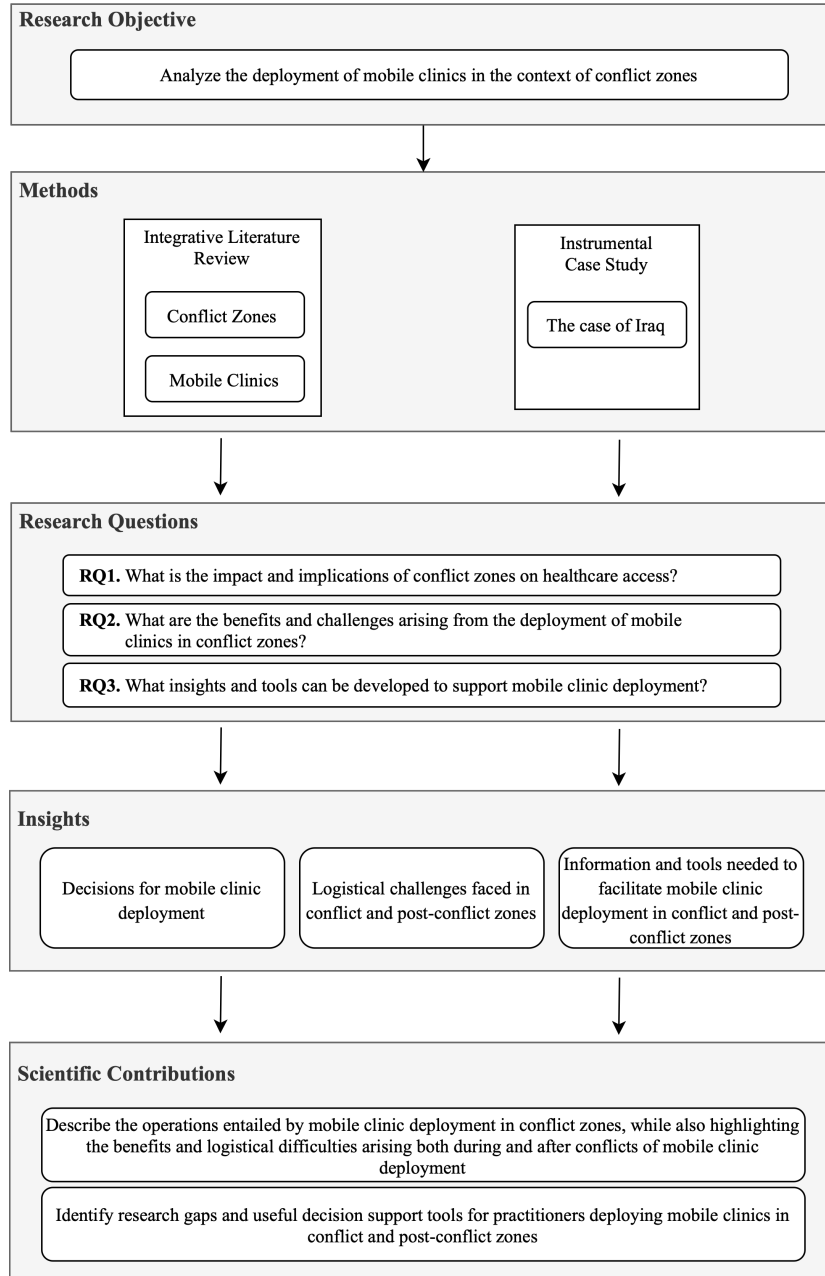 Research Objective
Analyze the deployment of mobile clinics in the context of conflict zones
Methods
Integrative Literature
Review
Conflict Zones
Mobile Clinics
Instrumental
Case Study
The case of Iraq
Research Questions
RQ1. What is the impact and implications of conflict zones on healthcare access?
RQ2. What are the benefits and challenges arising from the deployment of mobile
clinics in conflict zones?
RQ3. What insights and tools can be developed to support mobile clinic deployment?
Insights
Decisions for mobile clinic
deployment
Logistical challenges faced in
conflict and post-conflict zones
Information and tools needed to
facilitate mobile clinic
deployment in conflict and post-
conflict zones
Scientific Contributions
Describe the operations entailed by mobile clinic deployment in conflict zones, while also highlighting
the benefits and logistical difficulties arising both during and after conflicts of mobile clinic
deployment
Identify research gaps and useful decision support tools for practitioners deploying mobile clinics in
conflict and post-conflict zones